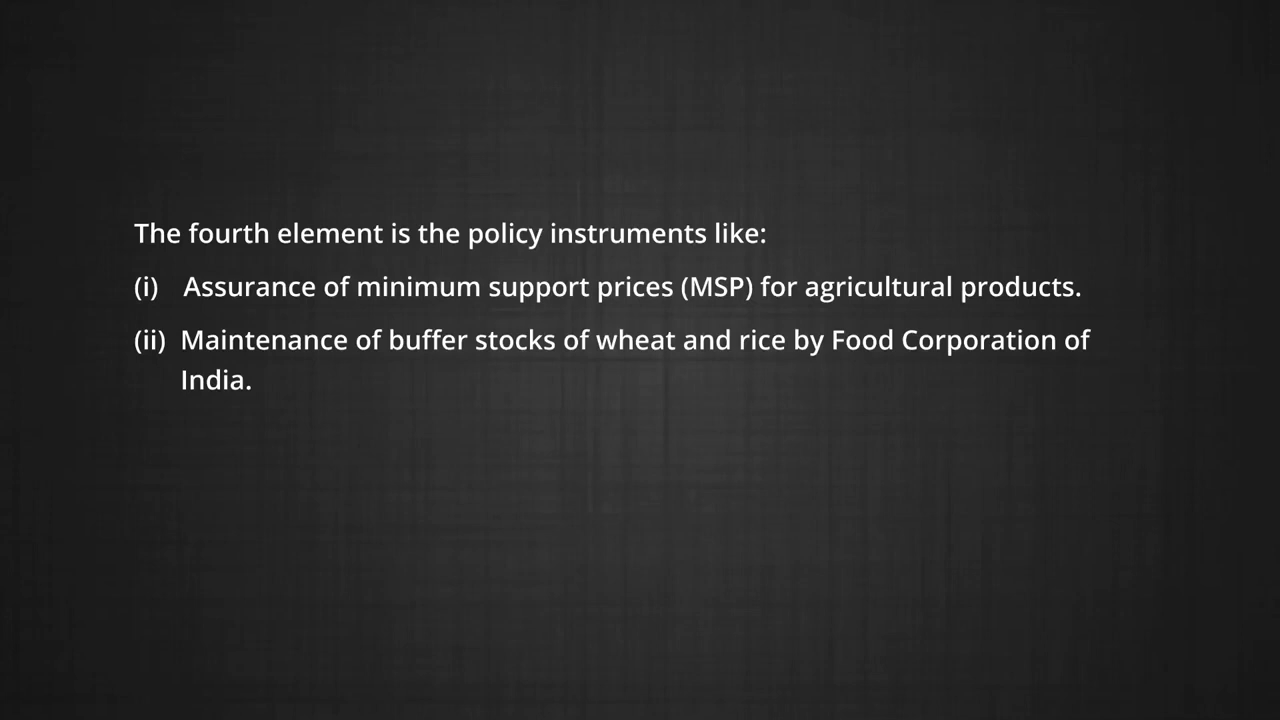 The fourth element is the policy instruments like:
(i) Assurance of minimum support prices (MSP) for agricultural products.
(ii) Maintenance of buffer stocks of wheat and rice by Food Corporation of
India.